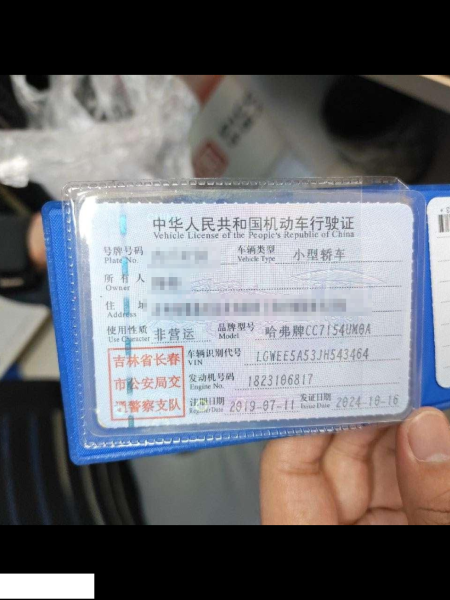 中华人民共和国机动车行驶证
Vehicle License of the People's Republic of China
号牌号码
Plate No.
车辆类型 小型轿车
Vehicle Type
所有人
Owner
住址
Address
使用性质 非营运
Use Character
品牌型号 哈弗牌CC7154UM0A
Model
吉林省长春
市公安局交
通警察支队
车辆识别代号 LGWEE5A53JH543464
VIN
发动机号码 1823106817
Engine No.
注册日期 2019-07-11
Register Date
发证日期 2024-10-16
Issue Date